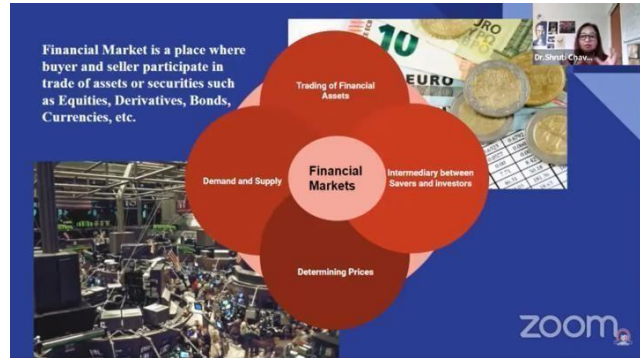 Financial Market is a place where
buyer and seller participate in
trade of assets or securities such
as Equities, Derivatives, Bonds,
Currencies, etc.
Trading of Financial
Assets
Demand and Supply
Financial
Markets
Intermediary between
Savers and Investors
Determining Prices
10
EURO
EURO
Dr.Shruti Chav...
zoom